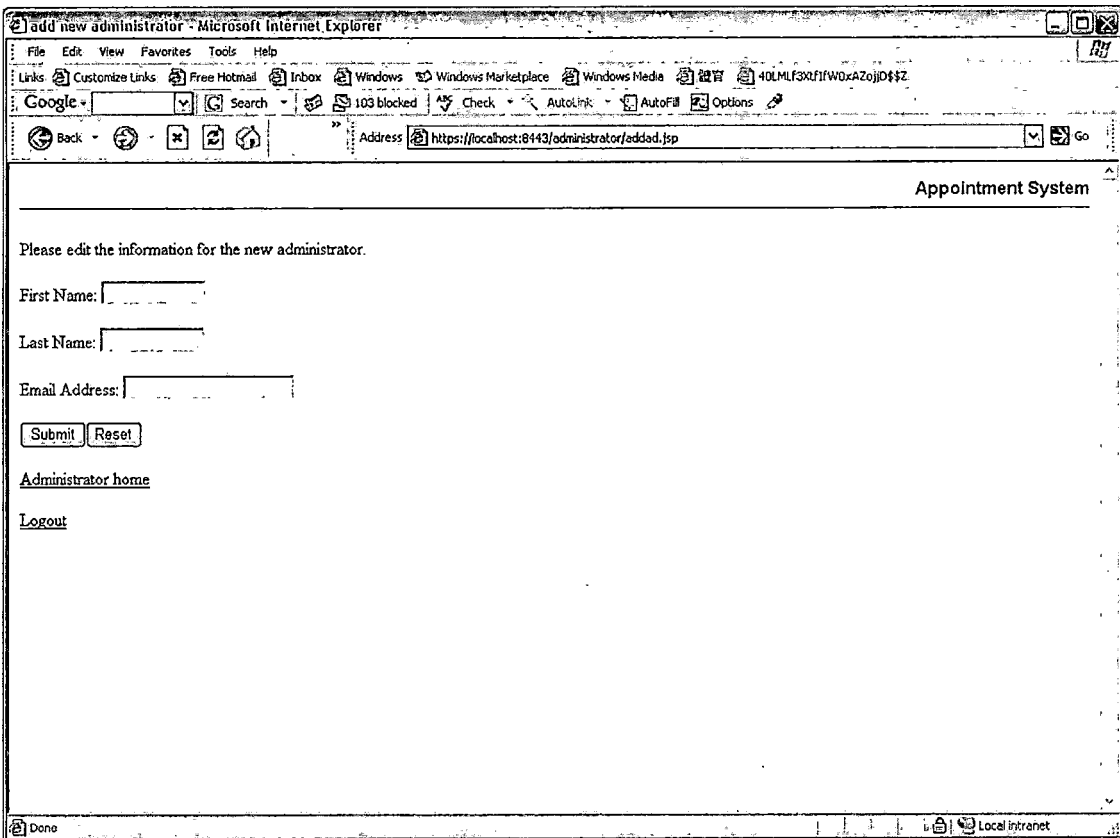 add new administrator - Microsoft Internet Explorer
File Edit View Favorites Tools Help
Links Customize Links Free Hotmail Inbox Windows Windows Marketplace Windows Media 40LMLf3XLf1fW0xAZojjD$$Z
Google Search 103 blocked Check AutoLink AutoFill Options
Back » Address https://localhost:8443/administrator/addad.jsp Go
Appointment System
Please edit the information for the new administrator.
First Name:
Last Name:
Email Address:
Submit Reset
Administrator home
Logout
Done Local intranet